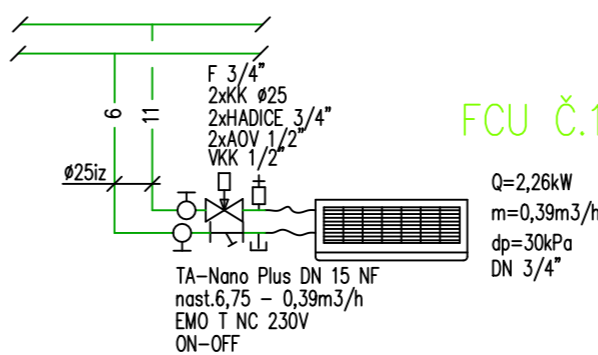 F 3/4"
2xKK ø25
2xHADICE 3/4"
2xAOV 1/2"
VKK 1/2"
6
11
ø25iz
FCU Č.1
Q=2,26kW
m=0,39m3/h
dp=30kPa
DN 3/4"
TA-Nano Plus DN 15 NF
nast.6,75 - 0,39m3/h
EMO T NC 230V
ON-OFF